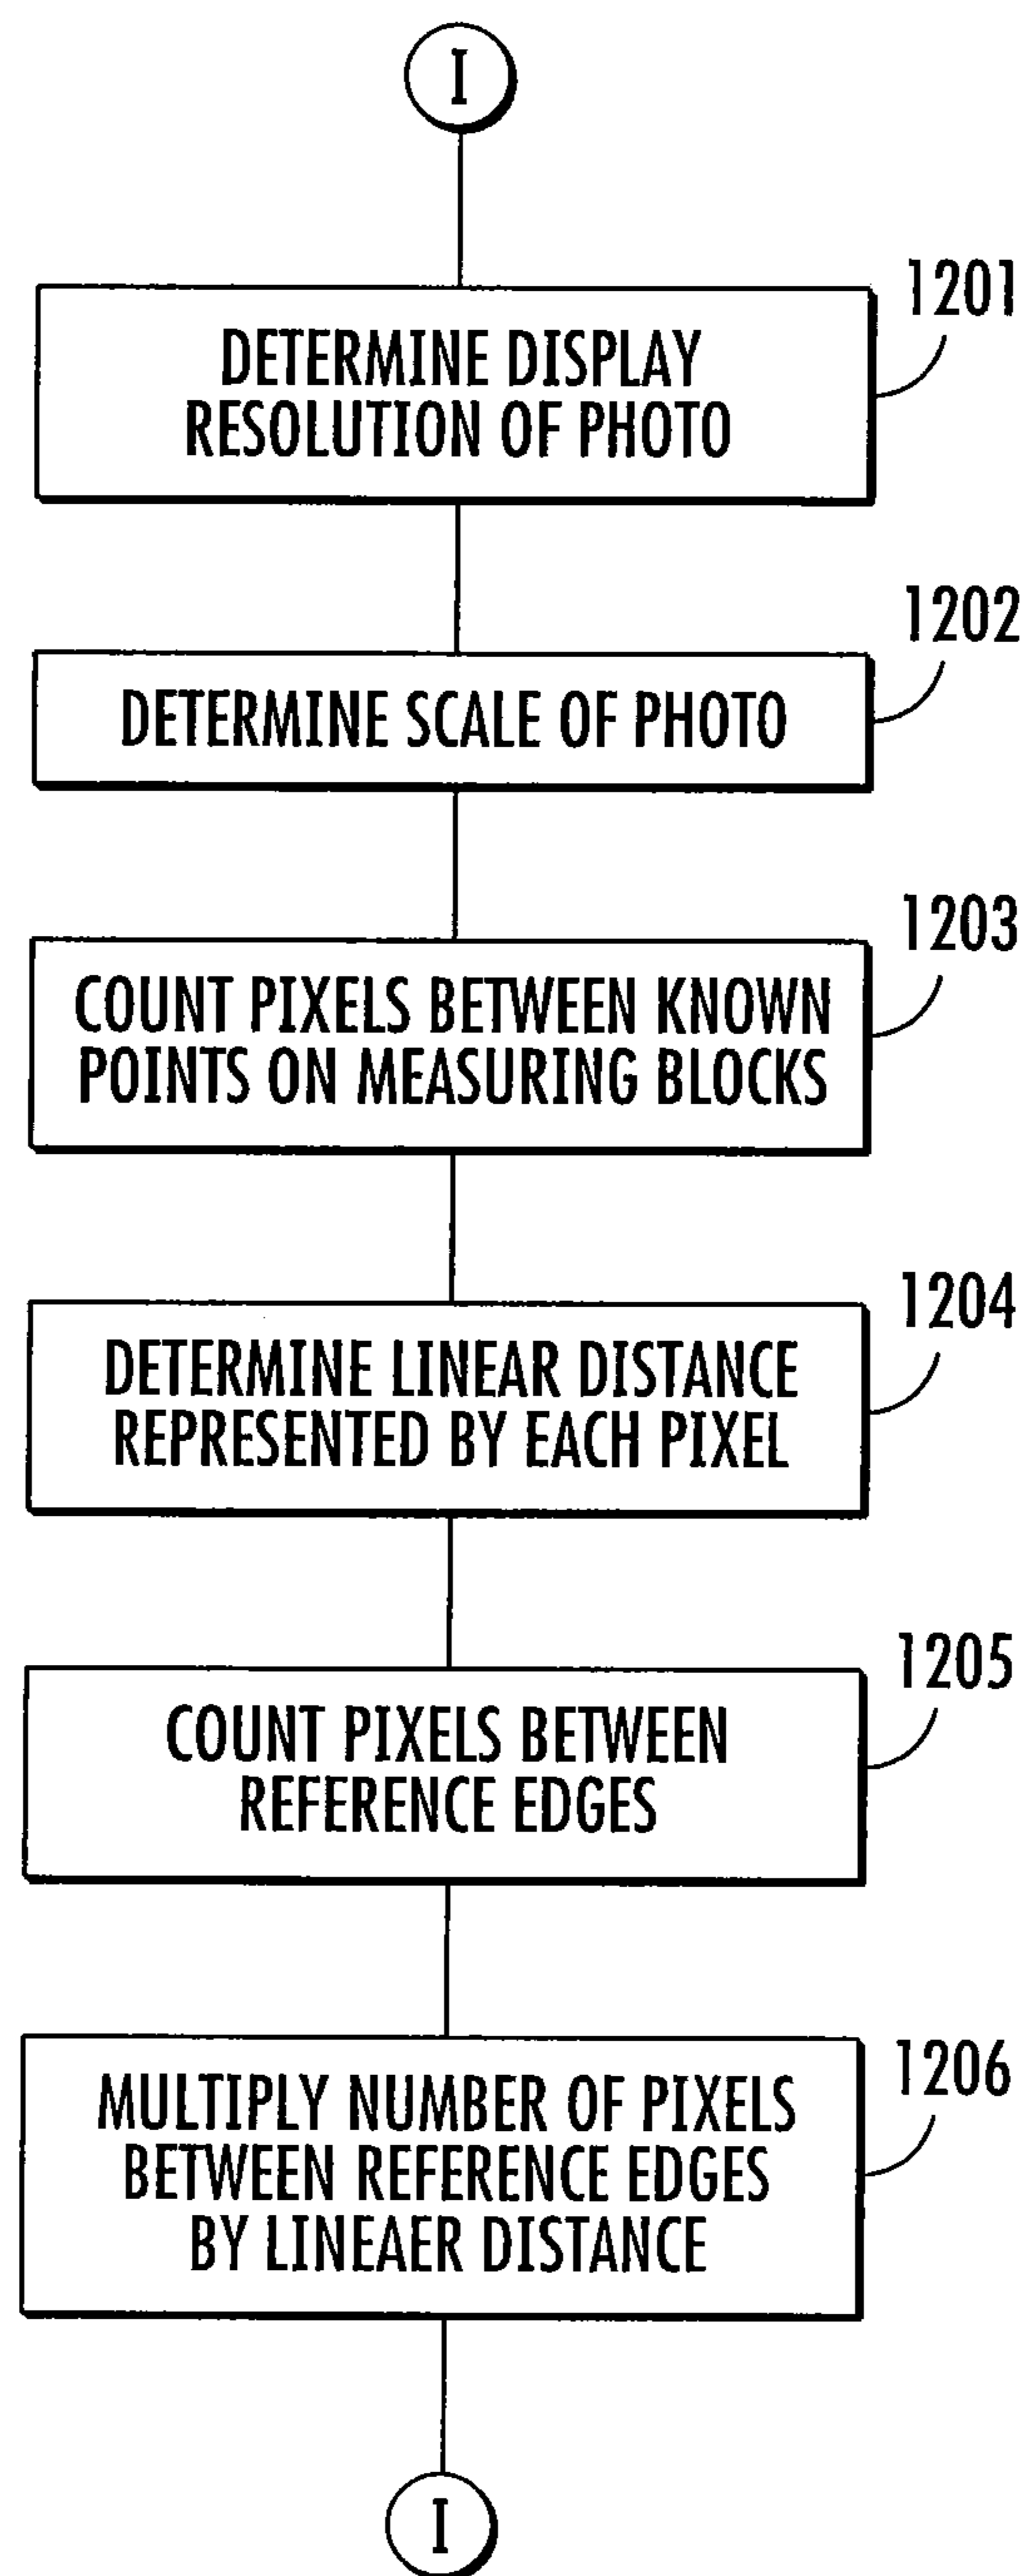 I
1201
DETERMINE DISPLAY
RESOLUTION OF PHOTO
1202
DETERMINE SCALE OF PHOTO
1203
COUNT PIXELS BETWEEN KNOWN
POINTS ON MEASURING BLOCKS
1204
DETERMINE LINEAR DISTANCE
REPRESENTED BY EACH PIXEL
1205
COUNT PIXELS BETWEEN
REFERENCE EDGES
1206
MULTIPLY NUMBER OF PIXELS
BETWEEN REFERENCE EDGES
BY LINEAER DISTANCE
I